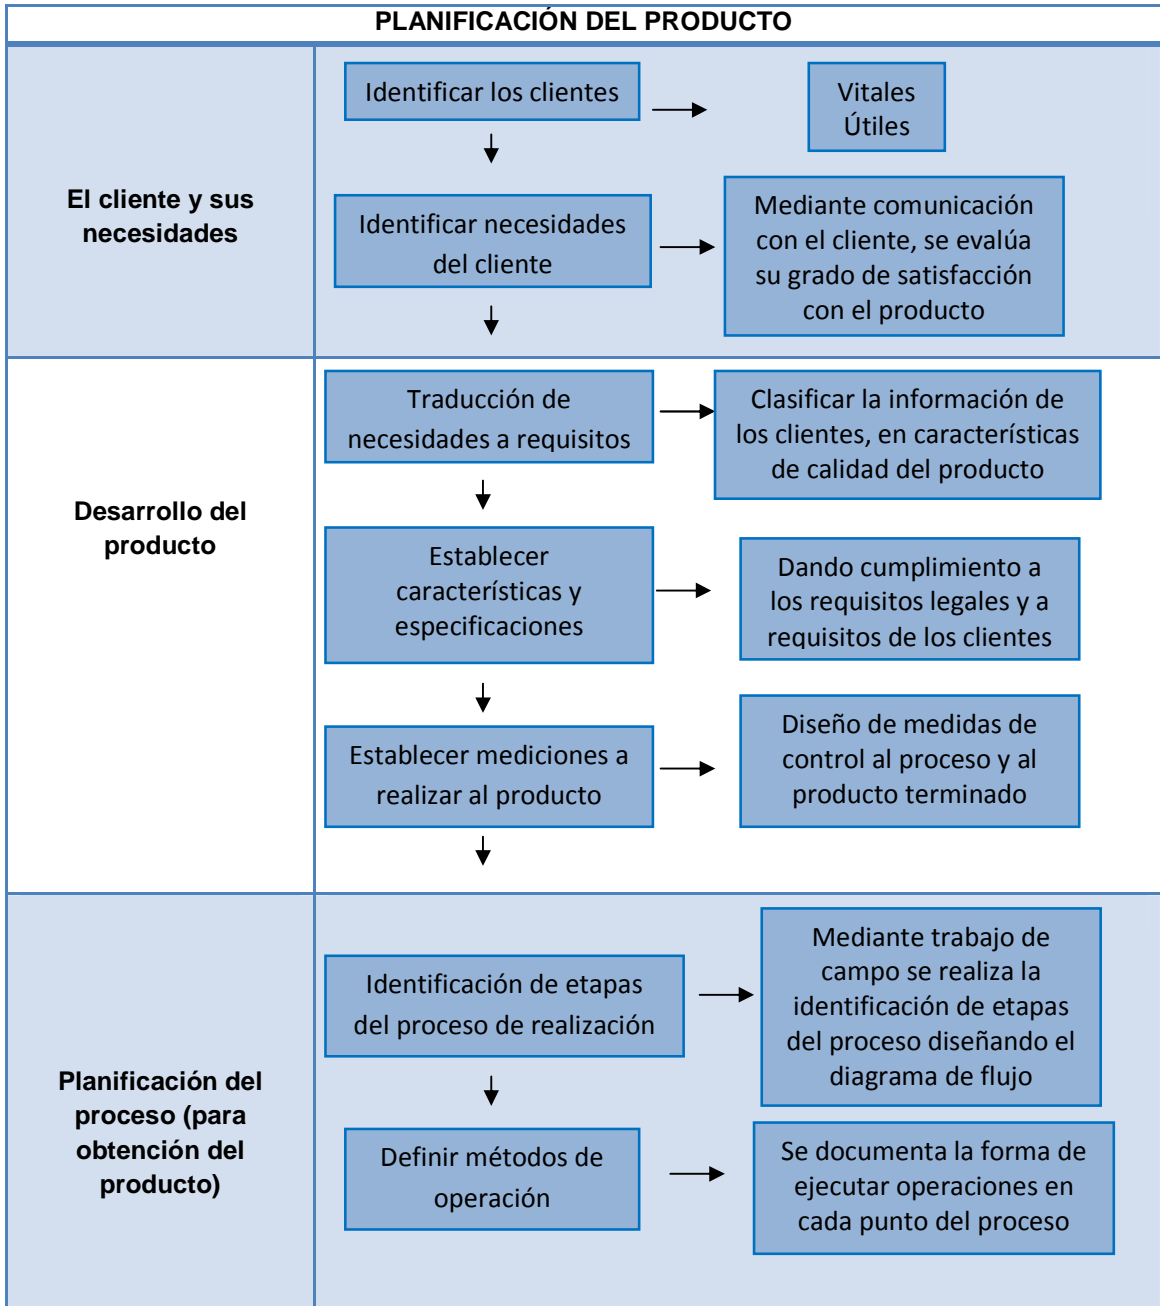 PLANIFICACIÓN DEL PRODUCTO
El cliente y sus
necesidades
Identificar los clientes
Vitales
Útiles
Identificar necesidades
del cliente
Mediante comunicación
con el cliente, se evalúa
su grado de satisfacción
con el producto
Desarrollo del
producto
Traducción de
necesidades a requisitos
Clasificar la información de
los clientes, en características
de calidad del producto
Establecer
características y
especificaciones
Dando cumplimiento a
los requisitos legales y a
requisitos de los clientes
Establecer mediciones a
realizar al producto
Diseño de medidas de
control al proceso y al
producto terminado
Planificación del
proceso (para
obtención del
producto)
Identificación de etapas
del proceso de realización
Mediante trabajo de
campo se realiza la
identificación de etapas
del proceso diseñando el
diagrama de flujo
Definir métodos de
operación
Se documenta la forma de
ejecutar operaciones en
cada punto del proceso